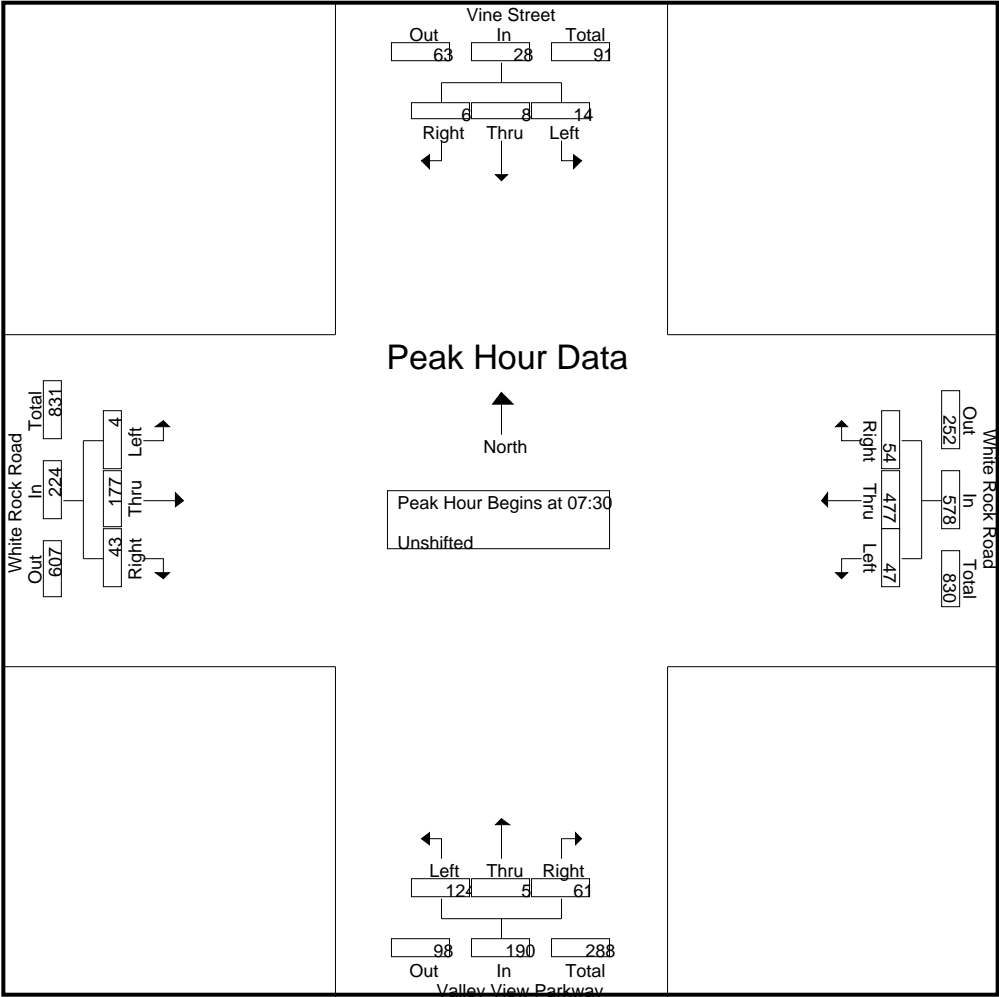 Vine Street
Out In Total
63 28 91
6 8 14
Right Thru Left
Peak Hour Data
North
Peak Hour Begins at 07:30
Unshifted
White Rock Road
Total In Out
831 224 607
4 177 43
Left Thru Right
White Rock Road
Out In Total
252 578 830
54 477 47
Right Thru Left
Left Thru Right
124 5 61
98 190 288
Out In Total
Valley View Parkway